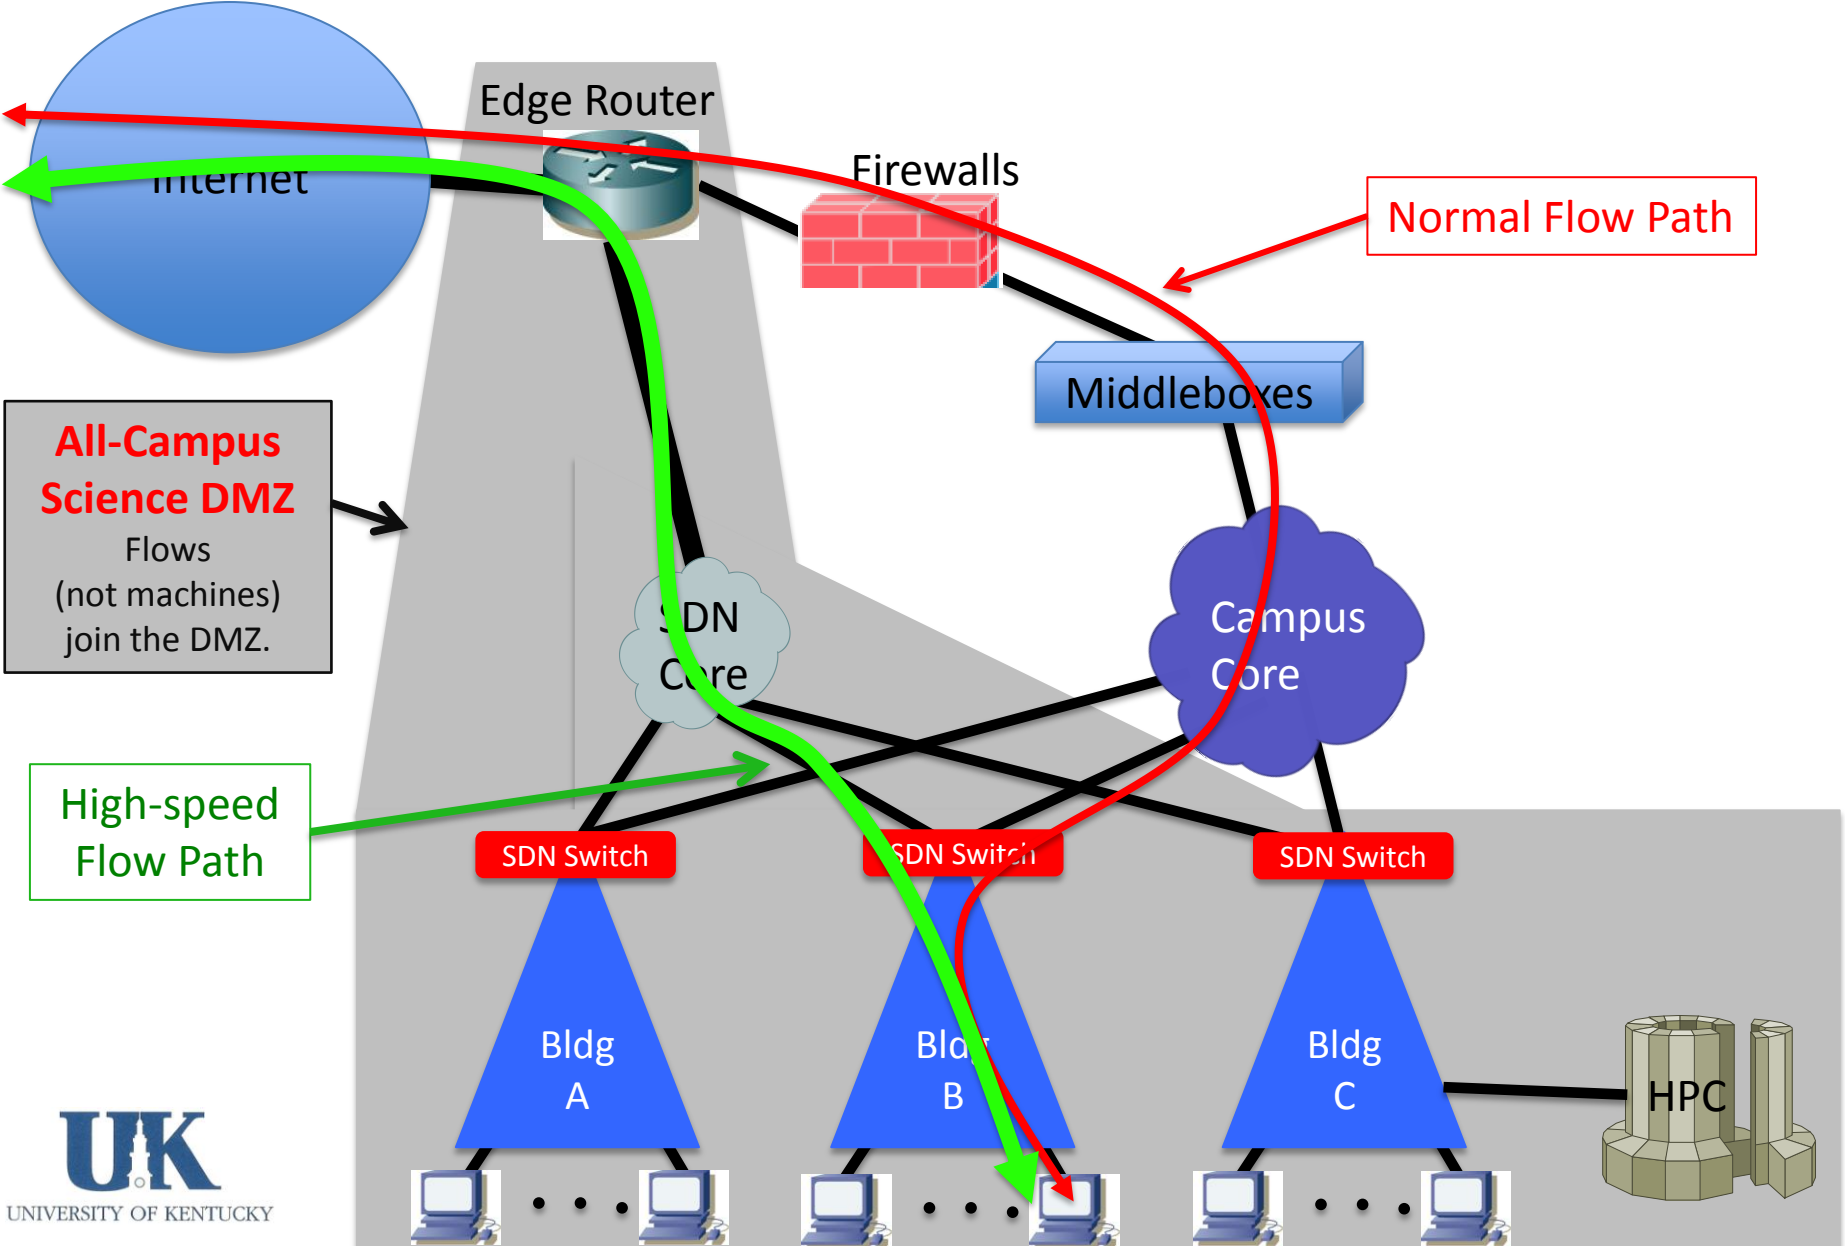 Edge Router
Internet
Firewalls
Normal Flow Path
Middleboxes
All-Campus
Science DMZ
Flows
(not machines)
join the DMZ.
SDN
Core
Campus
Core
High-speed
Flow Path
SDN Switch
SDN Switch
SDN Switch
Bldg
A
Bldg
B
Bldg
C
HPC
UK
UNIVERSITY OF KENTUCKY